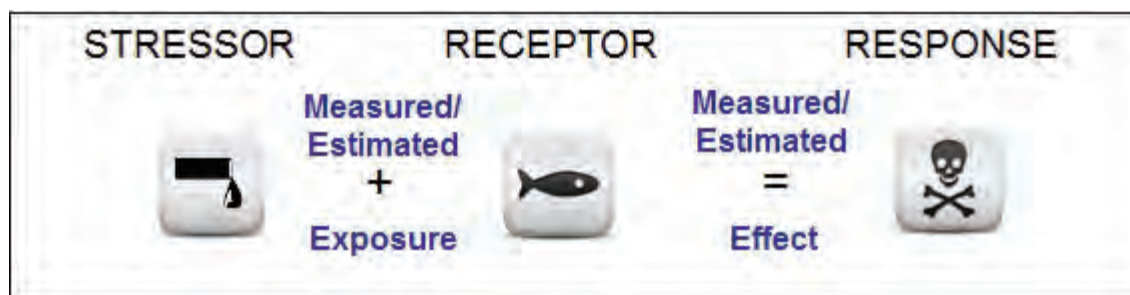 STRESSOR RECEPTOR RESPONSE
Measured/ Measured/
Estimated Estimated
+ =
Exposure Effect